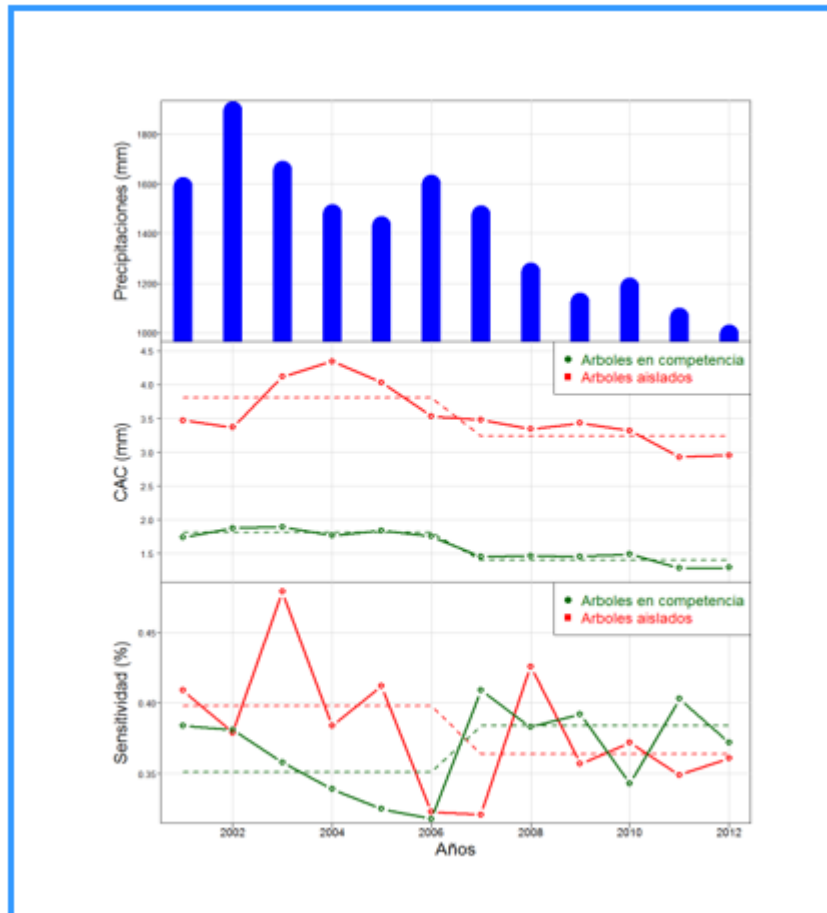 Precipitaciones (mm)
1800
1600
1400
1200
1000
CAC (mm)
4.5
4.0
3.5
3.0
2.5
2.0
1.5
Arboles en competencia
Arboles aislados
Sensitividad (%)
0.45
0.40
0.35
Arboles en competencia
Arboles aislados
2002 2004 2006 2008 2010 2012
Años